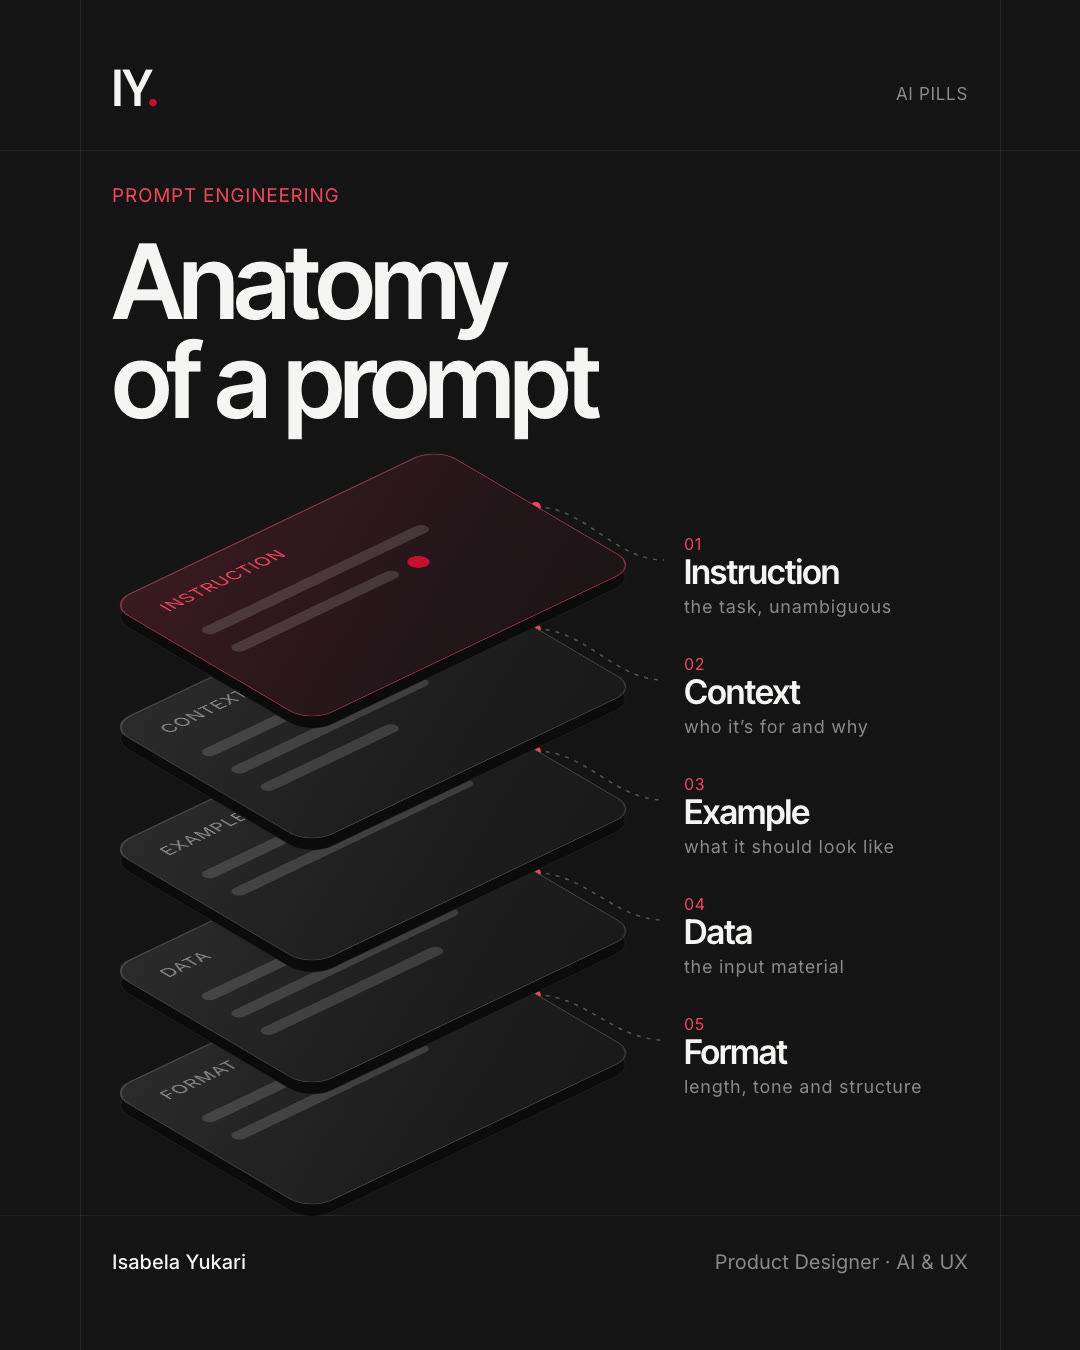 IY.
AI PILLS
PROMPT ENGINEERING
Anatomy
of a prompt
INSTRUCTION
CONTEXT
EXAMPLE
DATA
FORMAT
01
Instruction
the task, unambiguous
02
Context
who it’s for and why
03
Example
what it should look like
04
Data
the input material
05
Format
length, tone and structure
Isabela Yukari
Product Designer · AI & UX